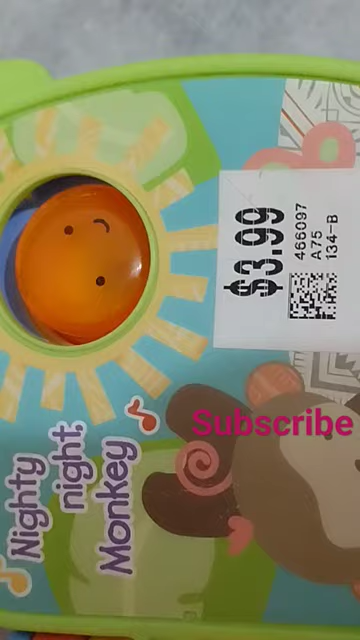 $3.99
466097
A75
134-B
Subscribe
Nighty
night,
Monkey